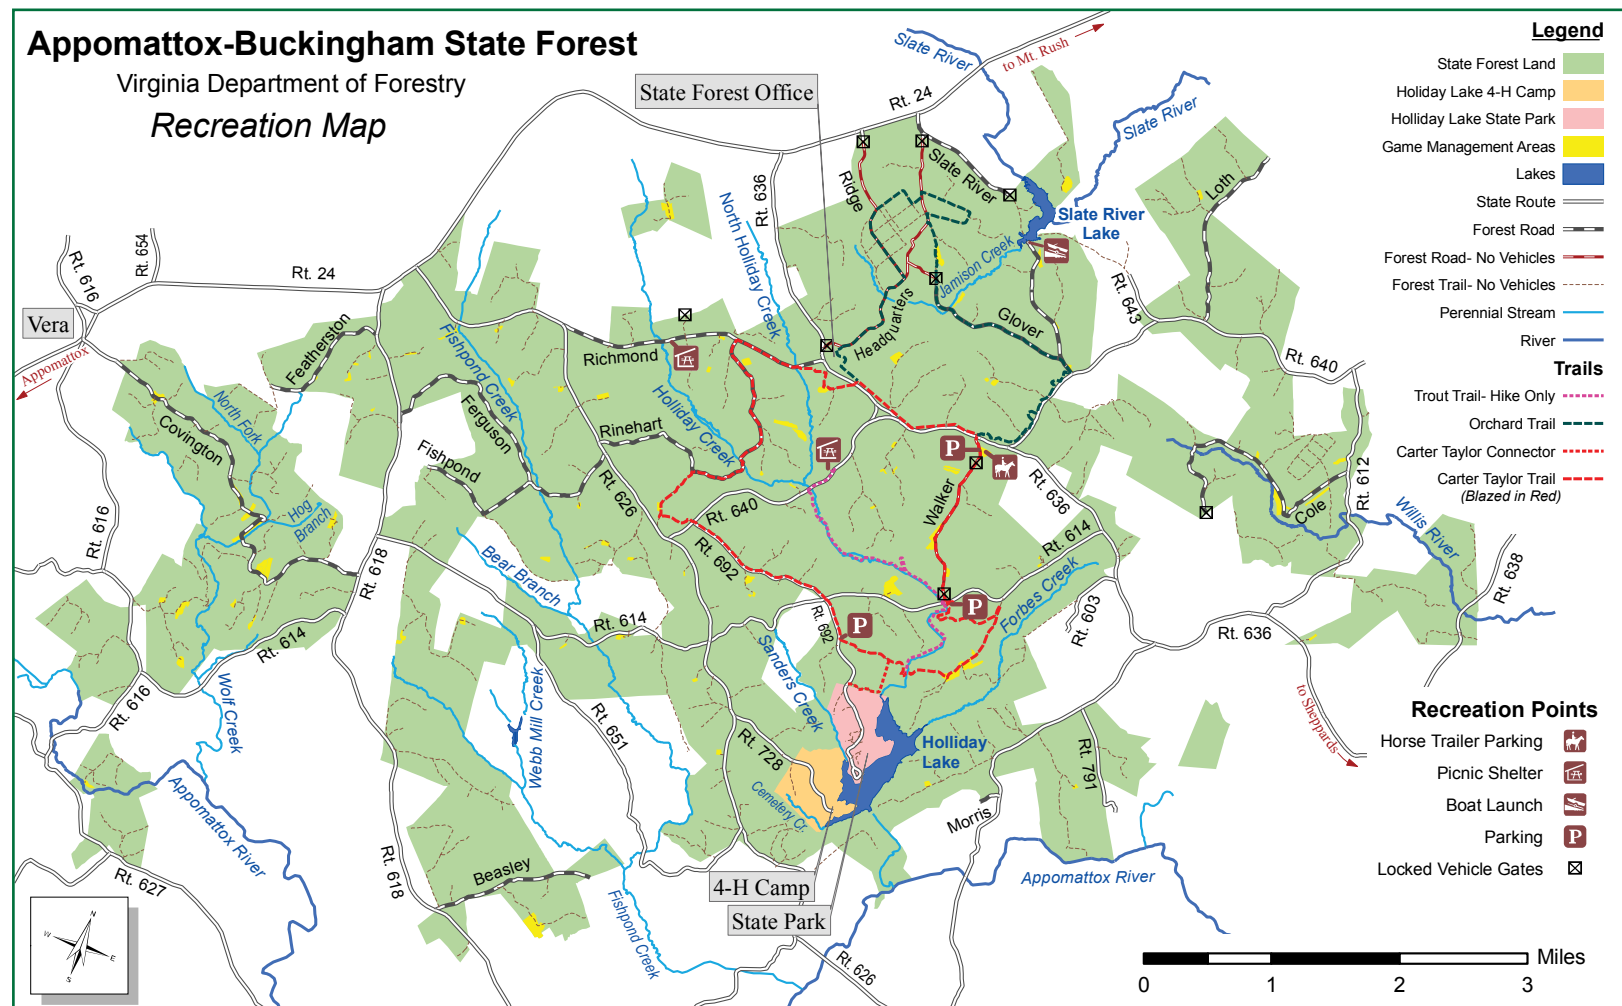 Appomattox-Buckingham State Forest
Virginia Department of Forestry
Recreation Map
State Forest Office
Slate River
to Mt. Rush
Rt. 24
Slate River
Legend
State Forest Land
Holiday Lake 4-H Camp
Holliday Lake State Park
Game Management Areas
Lakes
State Route
Forest Road
Forest Road- No Vehicles
Forest Trail- No Vehicles
Perennial Stream
River
Trails
Trout Trail- Hike Only
Orchard Trail
Carter Taylor Connector
Carter Taylor Trail
(Blazed in Red)
Recreation Points
Horse Trailer Parking
Picnic Shelter
Boat Launch
Parking
P
Locked Vehicle Gates
Rt. 636
Ridge
Slate River
Loth
Slate River
Lake
North Holliday Creek
Jamison Creek
Rt. 643
Rt. 616
Rt. 654
Rt. 24
Vera
Appomattox
Featherston
Fishpond Creek
Richmond
Headquarters
Glover
Rt. 640
North Fork
Covington
Ferguson
Holliday Creek
Rinehart
Fishpond
P
Walker
Rt. 636
Rt. 612
Cole
Willis River
Rt. 638
Hog
Branch
Rt. 616
Rt. 626
Rt. 640
Rt. 692
Rt. 614
Rt. 618
Bear Branch
Forbes Creek
Rt. 603
Rt. 636
Rt. 614
Rt. 614
Rt. 692
P
P
Sanders Creek
Rt. 616
Wolf Creek
Webb Mill Creek
Rt. 651
Rt. 728
Holliday
Lake
Rt. 791
to Sheppards
Cemetery Cr.
Morris
Appomattox River
Rt. 627
Rt. 618
Beasley
Fishpond Creek
4-H Camp
State Park
Appomattox River
Rt. 626
N
W
E
S
Miles
0
1
2
3